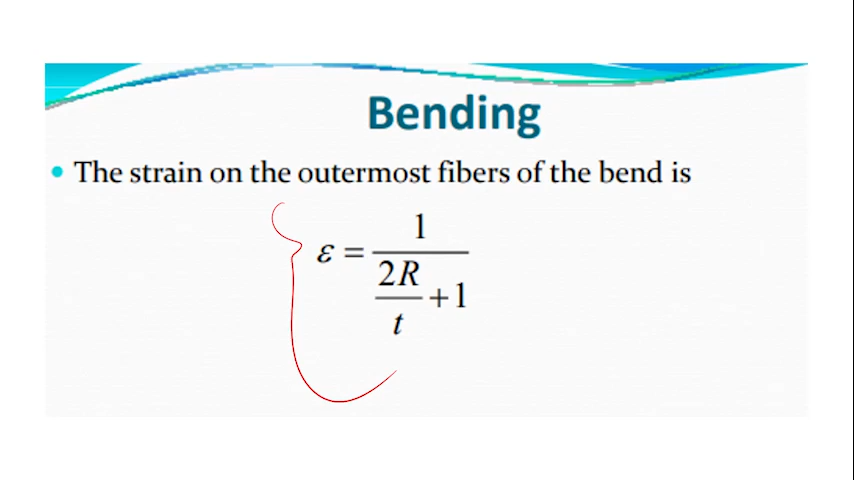 Bending
• The strain on the outermost fibers of the bend is
ε = 1 / (2R/t + 1)